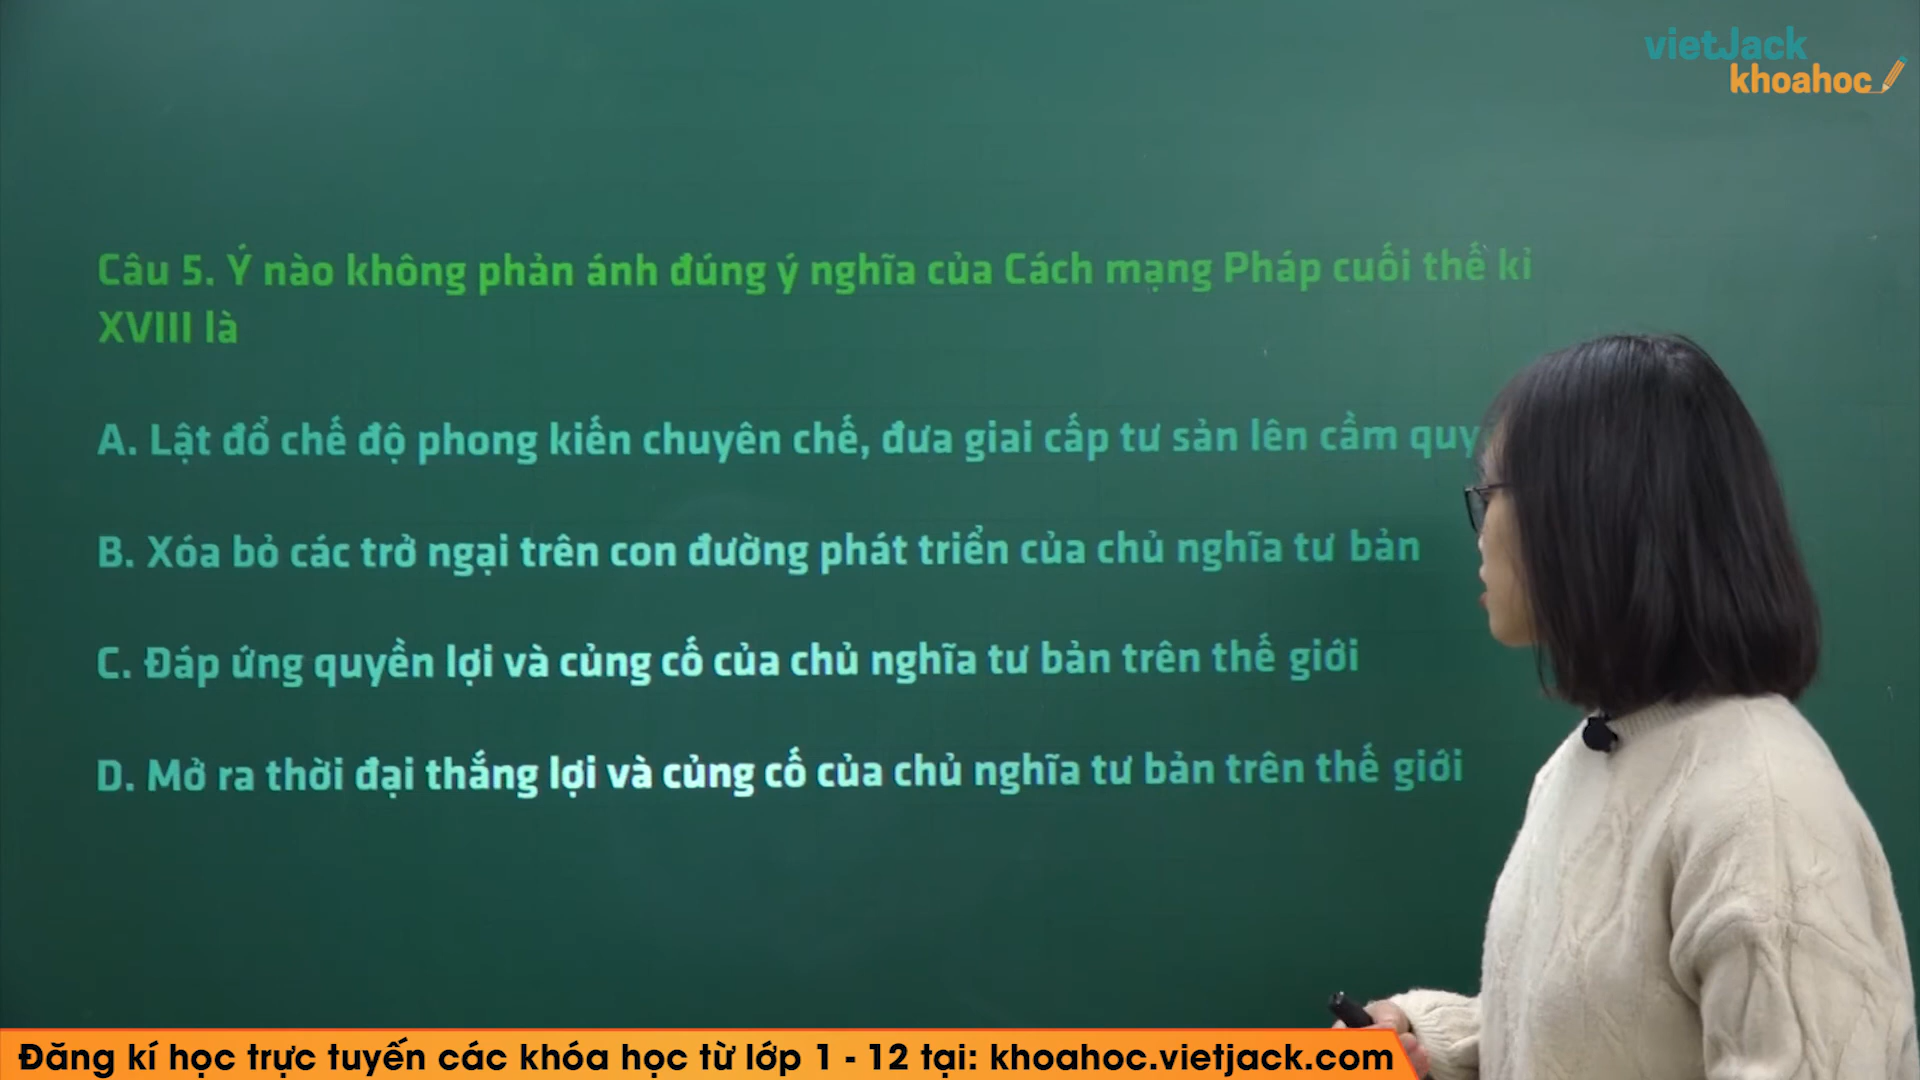 vietJack
khoahoc
Câu 5. Ý nào không phản ánh đúng ý nghĩa của Cách mạng Pháp cuối thế kỉ
XVIII là
A. Lật đổ chế độ phong kiến chuyên chế, đưa giai cấp tư sản lên cầm
B. Xóa bỏ các trở ngại trên con đường phát triển của chủ nghĩa tư bản
C. Đáp ứng quyền lợi và củng cố của chủ nghĩa tư bản trên thế giới
D. Mở ra thời đại thắng lợi và củng cố của chủ nghĩa tư bản trên thế giới
Đăng kí học trực tuyến các khóa học từ lớp 1 - 12 tại: khoahoc.vietjack.com